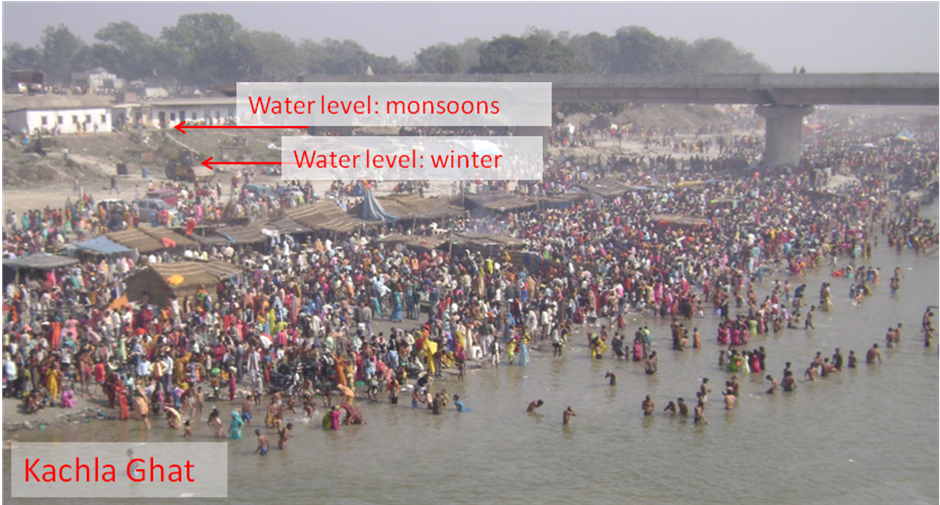 Water level: monsoons
Water level: winter
Kachla Ghat